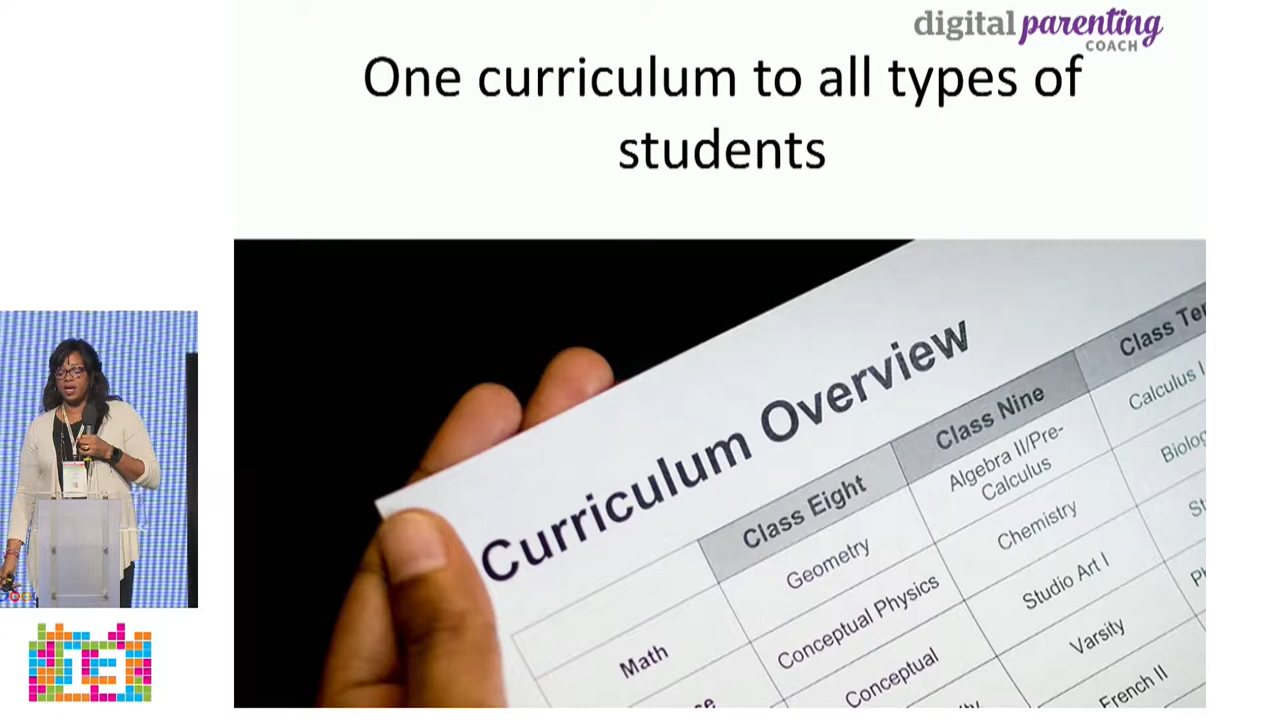 digital parenting
COACH
One curriculum to all types of
students
Curriculum Overview
Class Eight
Class Nine
Class
Math
Geometry
Algebra II/Pre-
Calculus
Calculus I
Conceptual Physics
Chemistry
Conceptual
Studio Art I
Varsity
French II
IE